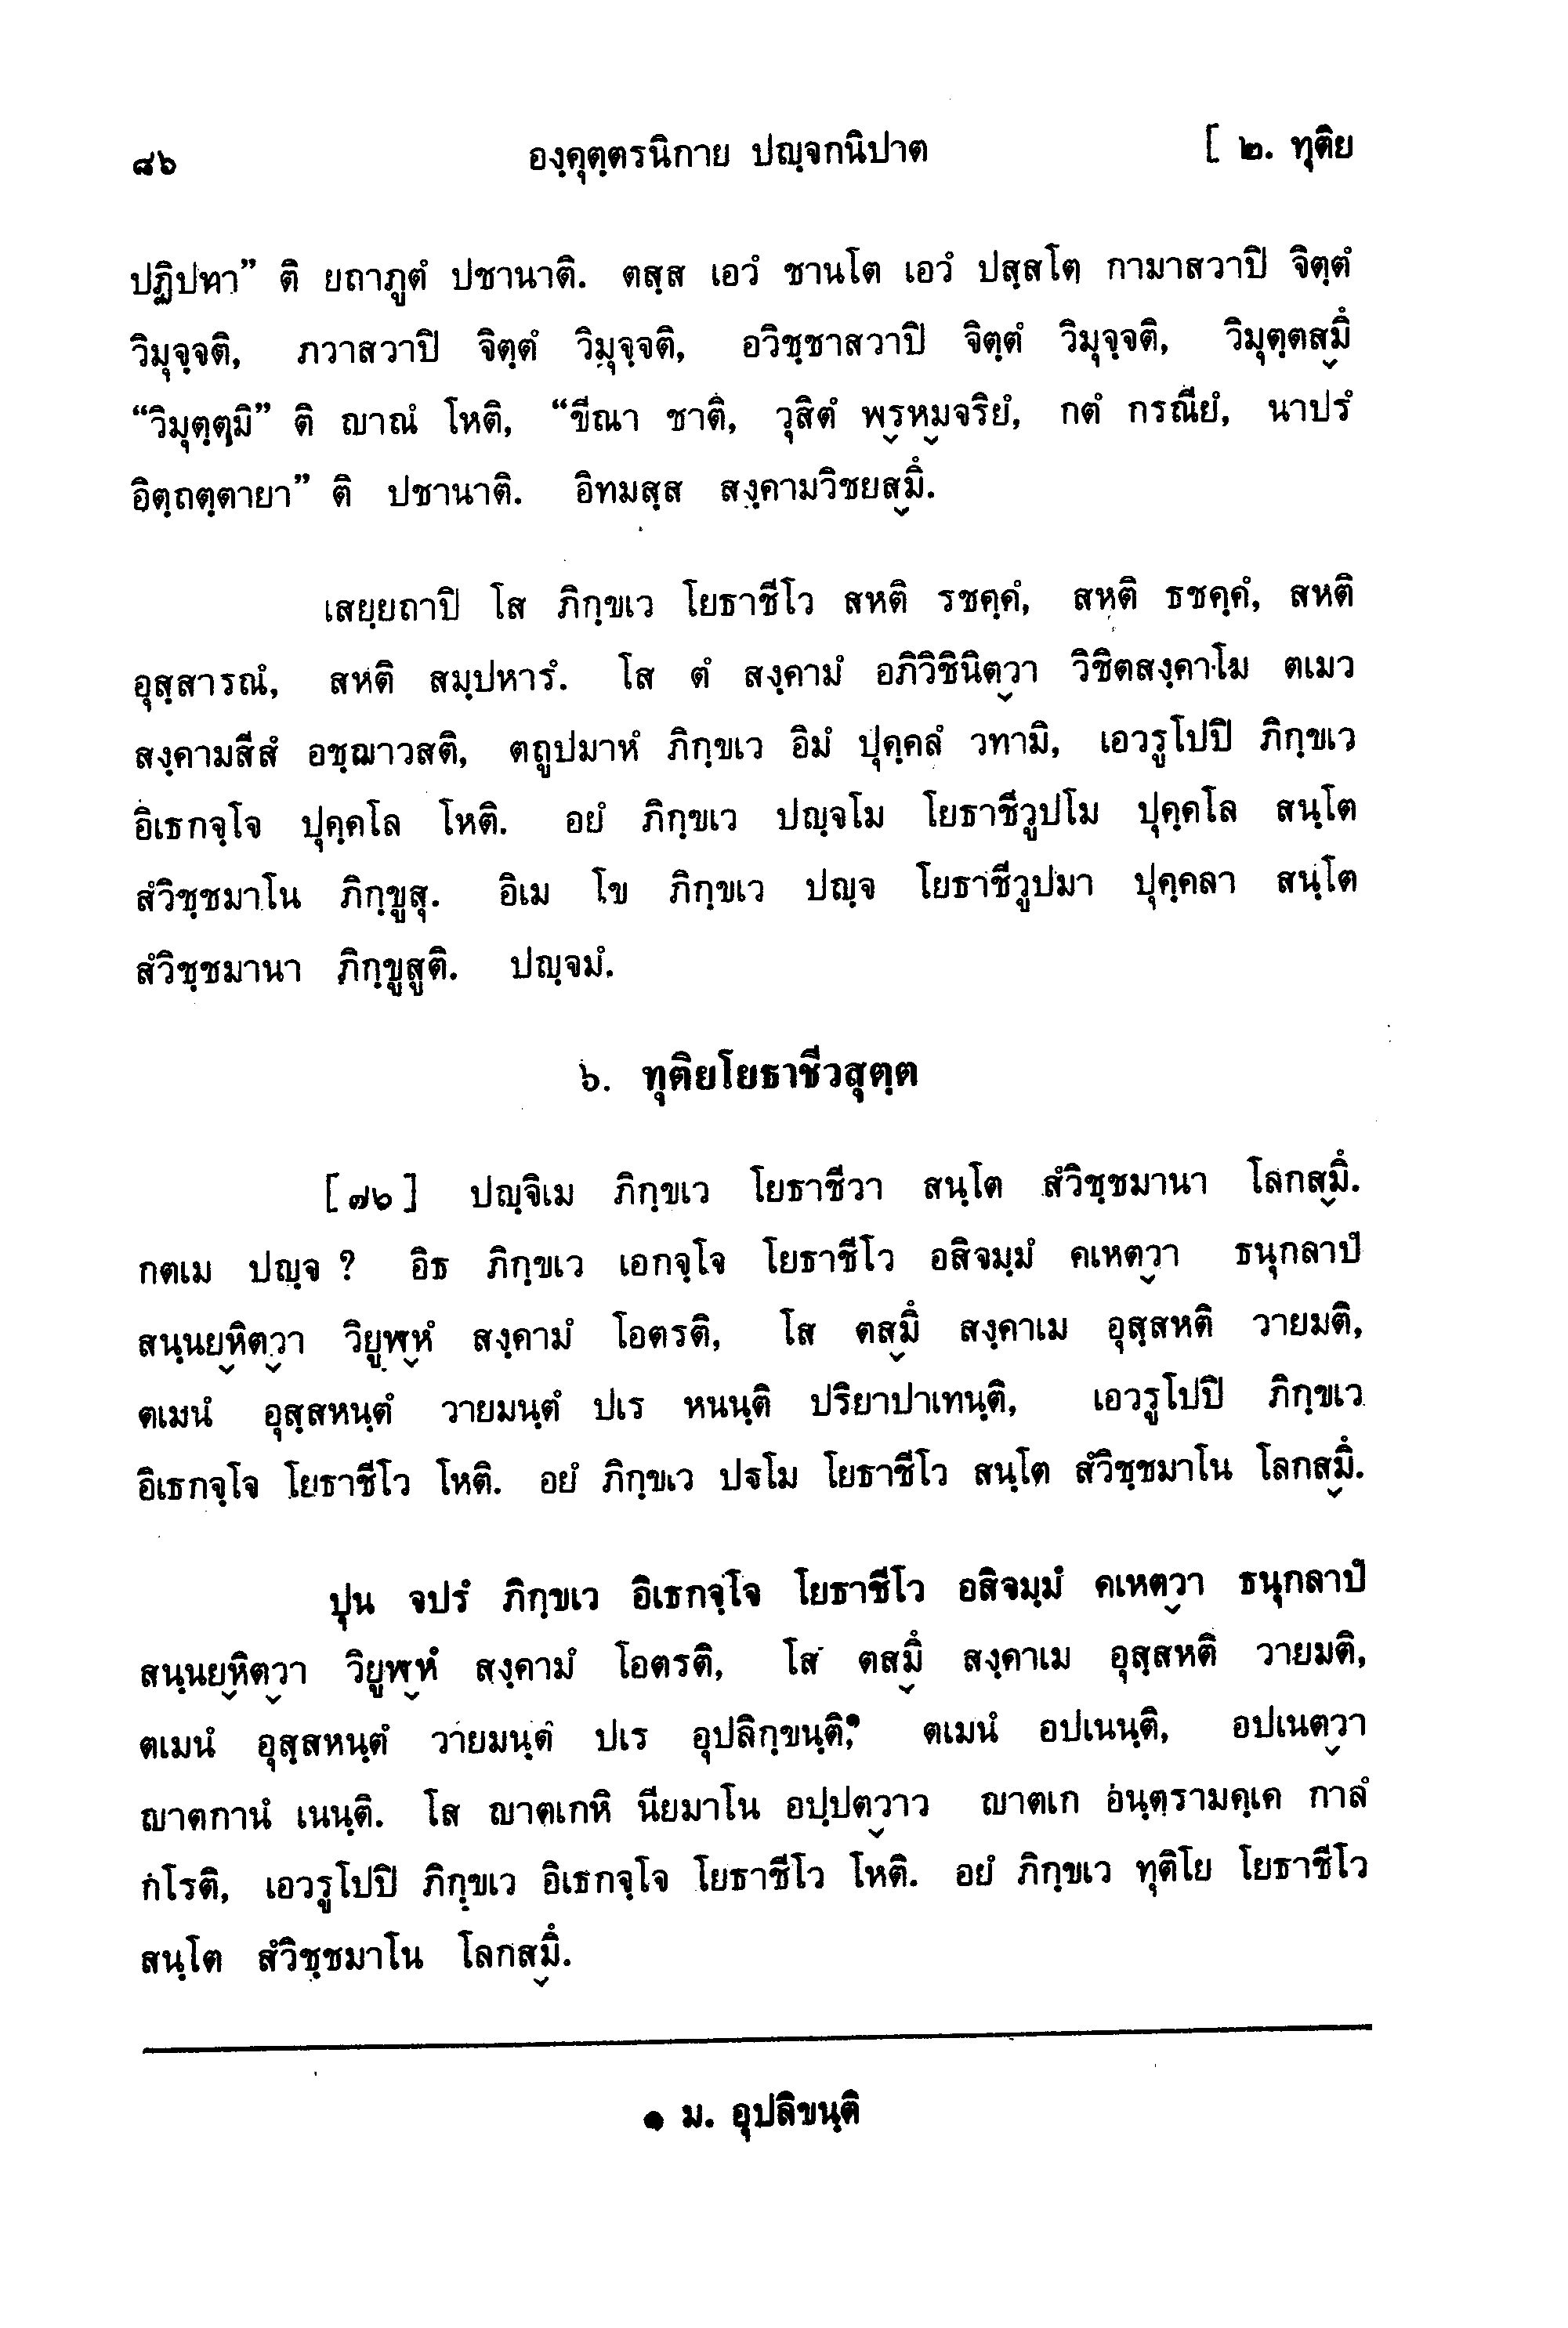 ๘๖ องฺคุตฺตรนิกาย ปญฺจกนิปาต [ ๒. ทุติย
ปฏิปทา” ติ ยถาภูตํ ปชานาติ. ตสฺส เอวํ ชานโต เอวํ ปสฺสโต กามาสวาปิ จิตฺตํ
วิมุจฺจติ, ภวาสวาปิ จิตฺตํ วิมุจฺจติ, อวิชฺชาสวาปิ จิตฺตํ วิมุจฺจติ, วิมุตฺตสฺมึ
“วิมุตฺตมิ” ติ ญาณํ โหติ, “ขีณา ชาติ, วุสิตํ พฺรหฺมจริยํ, กตํ กรณียํ, นาปรํ
อิตฺถตฺตายา” ติ ปชานาติ. อิทมสฺส สงฺคามวิชยสฺมึ.
เสยฺยถาปิ โส ภิกฺขเว โยธาชีโว สหติ รชคฺคํ, สหติ ธชคฺคํ, สหติ
อุสฺสารณํ, สหติ สมฺปหารํ. โส ตํ สงฺคามํ อภิวิชินิตฺวา วิชิตสงฺคาโม ตเมว
สงฺคามสีสํ อชฺฌาวสติ, ตถูปมาหํ ภิกฺขเว อิมํ ปุคฺคลํ วทามิ, เอวรูโปปิ ภิกฺขเว
อิเธกจฺโจ ปุคฺคโล โหติ. อยํ ภิกฺขเว ปญฺจโม โยธาชีวูปโม ปุคฺคโล สนฺโต
สํวิชฺชมาโน ภิกฺขูสุ. อิเม โข ภิกฺขเว ปญฺจ โยธาชีวูปมา ปุคฺคลา สนฺโต
สํวิชฺชมานา ภิกฺขูสูติ. ปญฺจมํ.
๖. ทุติยโยธาชีวสุตฺต
[๗๖] ปญฺจิเม ภิกฺขเว โยธาชีวา สนฺโต สํวิชฺชมานา โลกสฺมึ.
กตเม ปญฺจ ? อิธ ภิกฺขเว เอกจฺโจ โยธาชีโว อสิจมฺมํ คเหตฺวา ธนุกลาปํ
สนฺนยฺหิตฺวา วิยูฬฺหํ สงฺคามํ โอตรติ, โส ตสฺมึ สงฺคาเม อุสฺสหติ วายมติ,
ตเมนํ อุสฺสหนฺตํ วายมนฺตํ ปเร หนนฺติ ปริยาปาเทนฺติ, เอวรูโปปิ ภิกฺขเว
อิเธกจฺโจ โยธาชีโว โหติ. อยํ ภิกฺขเว ปฐโม โยธาชีโว สนฺโต สํวิชฺชมาโน โลกสฺมึ.
ปุน จปรํ ภิกฺขเว อิเธกจฺโจ โยธาชีโว อสิจมฺมํ คเหตฺวา ธนุกลาปํ
สนฺนยฺหิตฺวา วิยูฬฺหํ สงฺคามํ โอตรติ, โส ตสฺมึ สงฺคาเม อุสฺสหติ วายมติ,
ตเมนํ อุสฺสหนฺตํ วายมนฺตํ ปเร อุปลิกฺขนฺติ,๑ ตเมนํ อปเนนฺติ, อปเนตฺวา
ญาตกานํ เนนฺติ. โส ญาตเกหิ นียมาโน อปฺปตฺวาว ญาตเก อนฺตรามคฺเค กาลํ
กโรติ, เอวรูโปปิ ภิกฺขเว อิเธกจฺโจ โยธาชีโว โหติ. อยํ ภิกฺขเว ทุติโย โยธาชีโว
สนฺโต สํวิชฺชมาโน โลกสฺมึ.
๑ ม. อุปลิขนฺติ